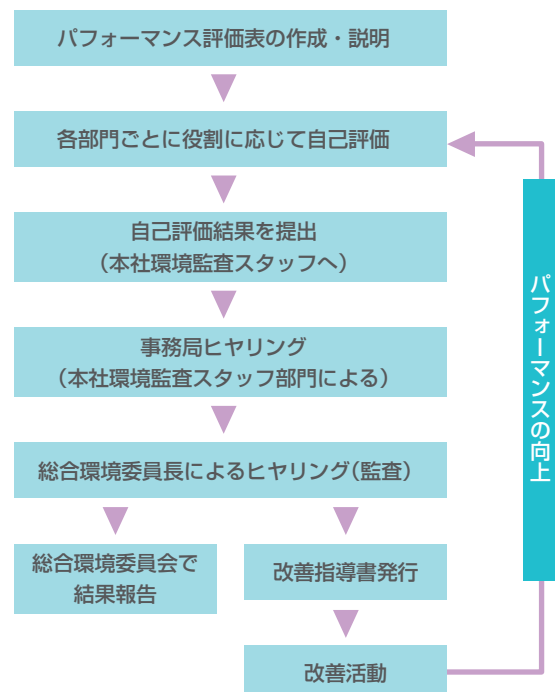 パフォーマンス評価表の作成・説明
各部門ごとに役割に応じて自己評価
自己評価結果を提出
（本社環境監査スタッフへ）
事務局ヒヤリング
（本社環境監査スタッフ部門による）
総合環境委員長によるヒヤリング（監査）
総合環境委員会で
結果報告
改善指導書発行
改善活動
パフォーマンスの向上